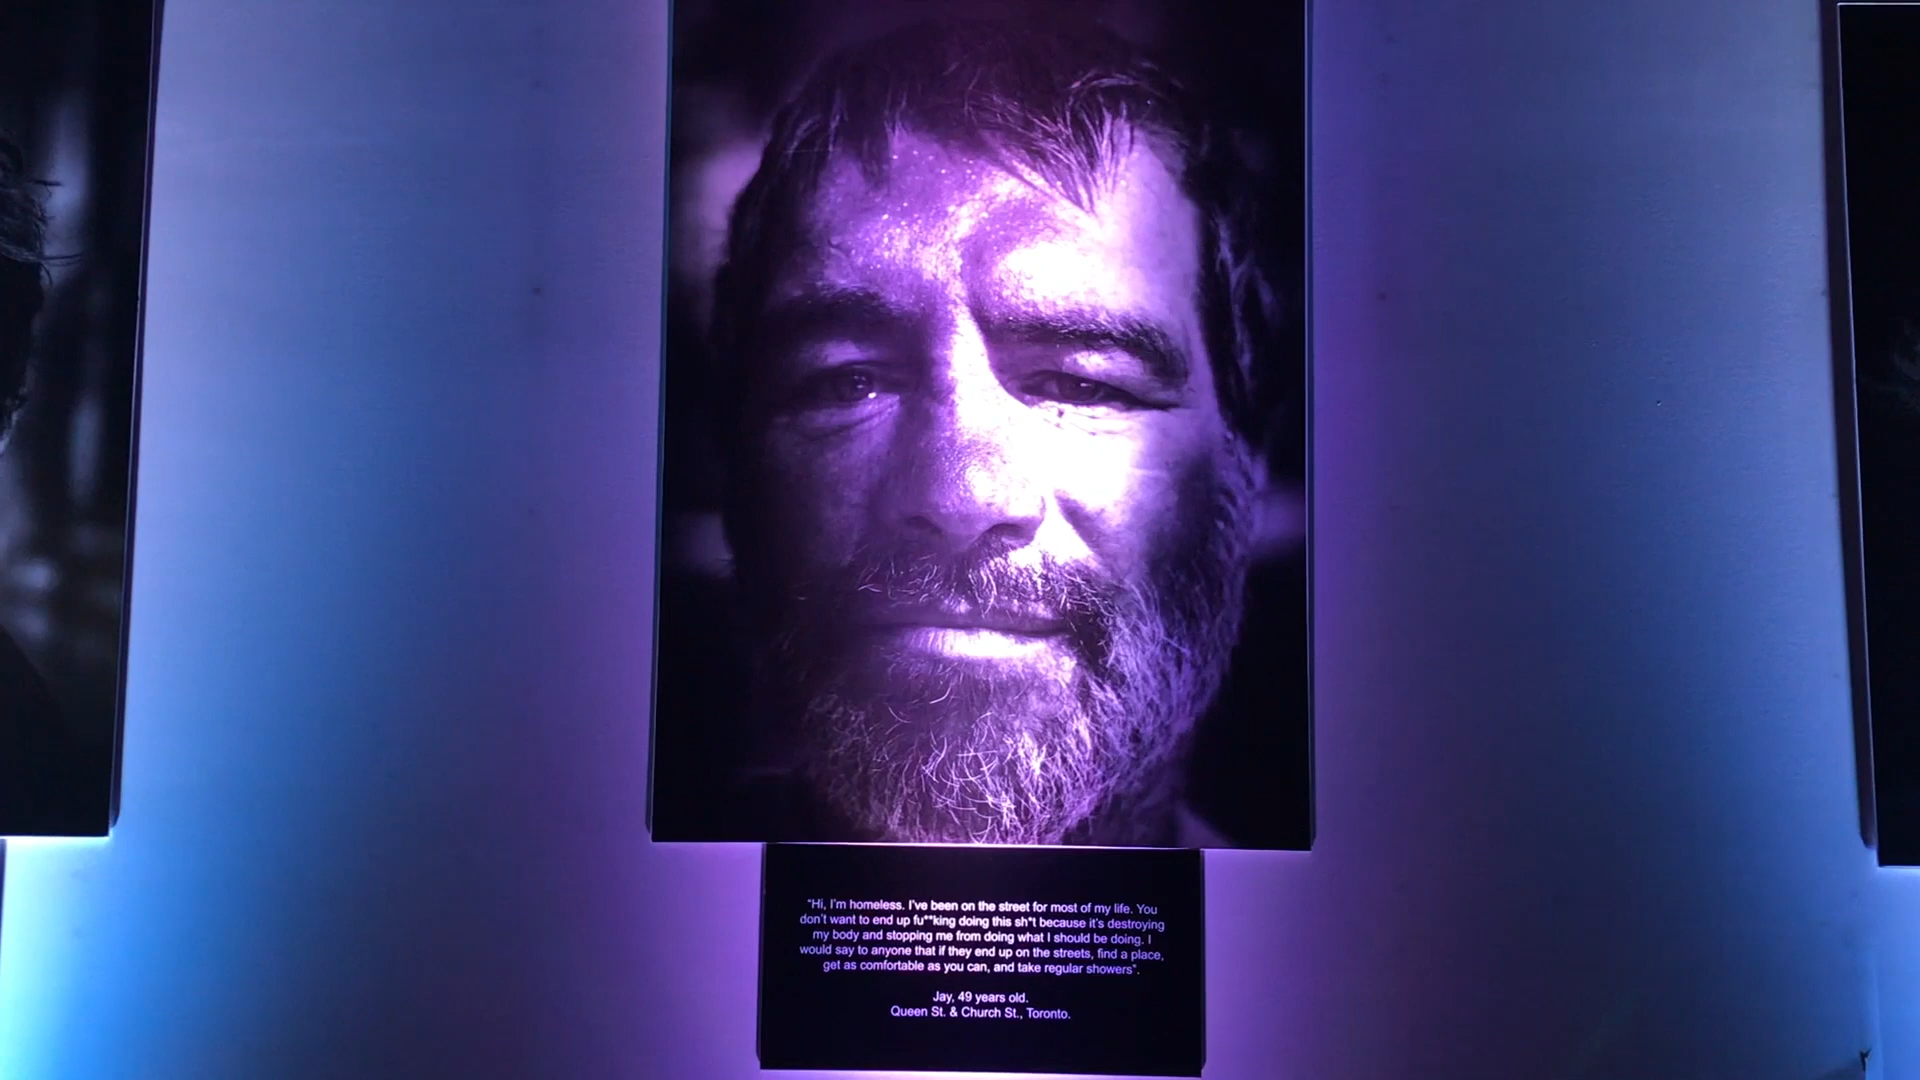 "Hi, I'm homeless. I've been on the street for most of my life. You
don't want to end up fu**king doing this sh*t because it's destroying
my body and stopping me from doing what I should be doing. I
would say to anyone that if they end up on the streets, find a place,
get as comfortable as you can, and take regular showers".
Jay, 49 years old.
Queen St. & Church St., Toronto.